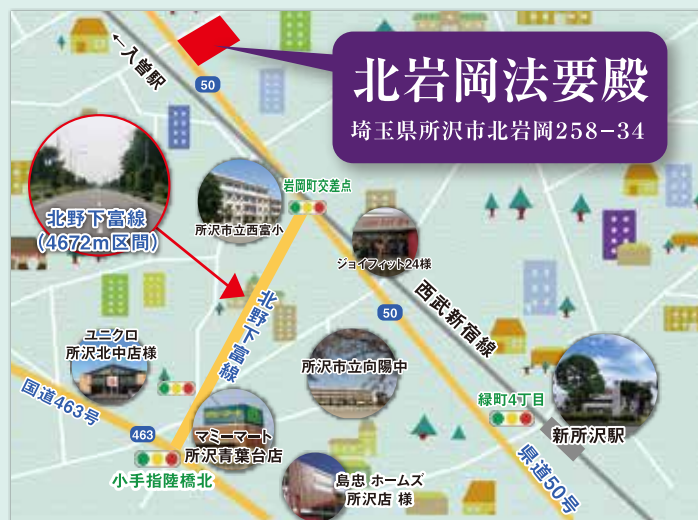 ←入曽駅
50
北岩岡法要殿
埼玉県所沢市北岩岡258−34
北野下富線
(4672m区間)
所沢市立西富小
岩岡町交差点
ジョイフィット24様
北野下富線
50
西武新宿線
ユニクロ
所沢北中店様
所沢市立向陽中
国道463号
463
マミーマート
所沢青葉台店
緑町4丁目
新所沢駅
小手指陸橋北
島忠 ホームズ
所沢店 様
県道50号